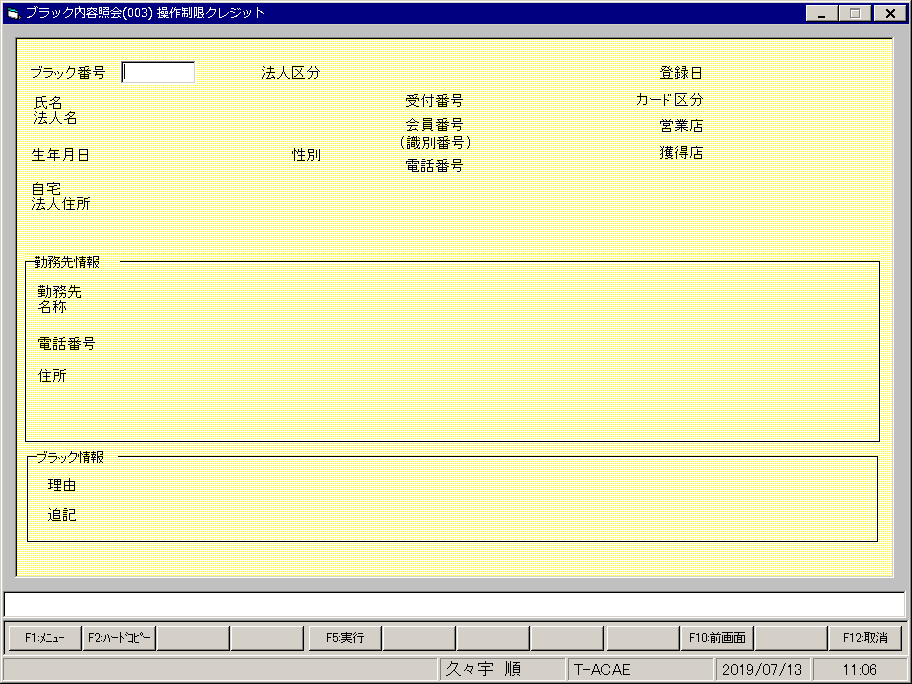 ブラック内容照会(003) 操作制限クレジット
ブラック番号 法人区分 登録日
氏名 受付番号 カード区分
法人名 会員番号 営業店
(識別番号)
生年月日 性別 電話番号 獲得店
自宅
法人住所
勤務先情報
勤務先
名称
電話番号
住所
ブラック情報
理由
追記
F1:ﾒﾆｭｰ F2:ﾊｰﾄﾞｺﾋﾟｰ F5:実行 F10:前画面 F12:取消
久々宇 順 T-ACAE 2019/07/13 11:06